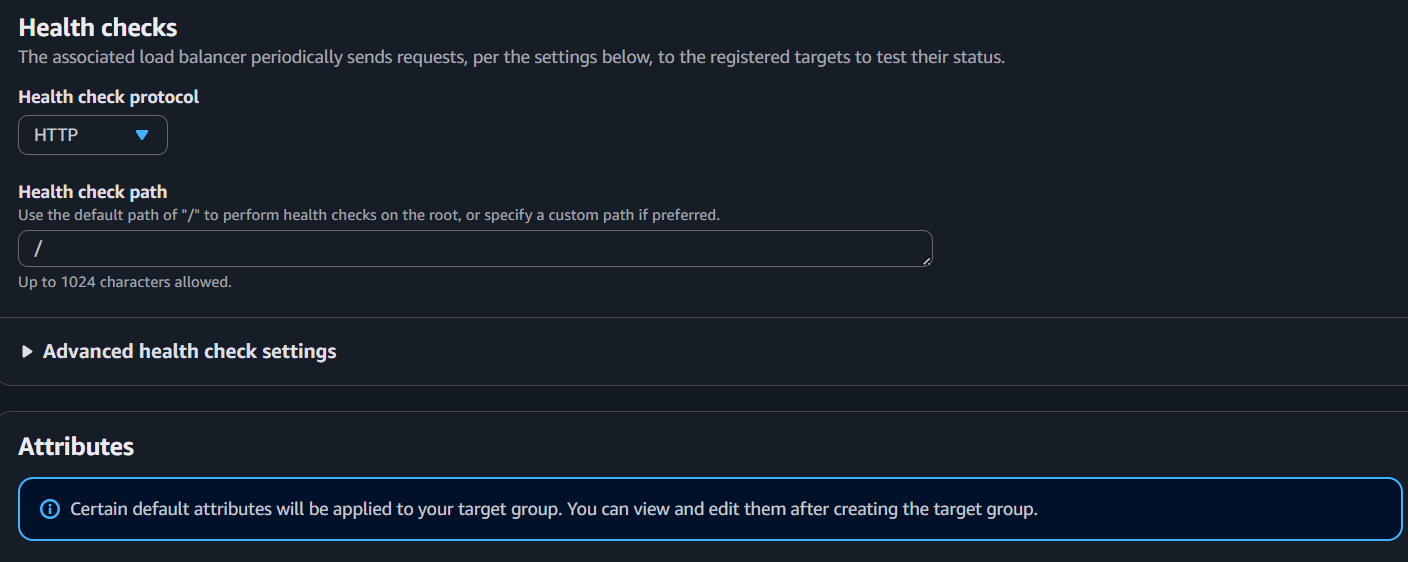 Health checks
The associated load balancer periodically sends requests, per the settings below, to the registered targets to test their status.
Health check protocol
HTTP
Health check path
Use the default path of "/" to perform health checks on the root, or specify a custom path if preferred.
/
Up to 1024 characters allowed.
Advanced health check settings
Attributes
Certain default attributes will be applied to your target group. You can view and edit them after creating the target group.